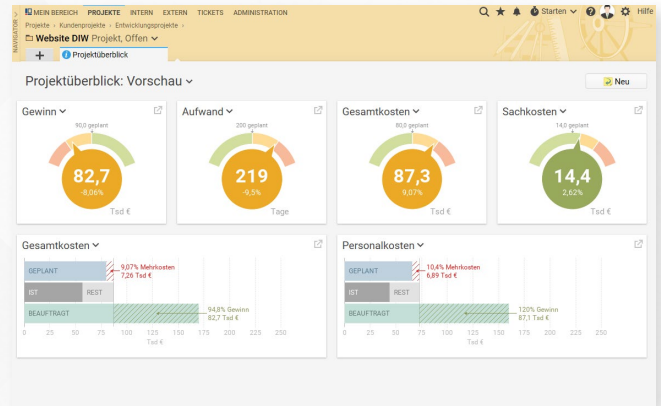 MEIN BEREICH PROJEKTE INTERN EXTERN TICKETS ADMINISTRATION
Starten
Hilfe
NAVIGATOR
Projekte › Kundenprojekte › Entwicklungsprojekte ›
Website DIW Projekt, Offen
+ Projektüberblick
Projektüberblick: Vorschau
Neu
Gewinn
90,0 geplant
82,7
-8,06%
Tsd €
Aufwand
200 geplant
219
-9,5%
Tage
Gesamtkosten
80,0 geplant
87,3
9,07%
Tsd €
Sachkosten
14,0 geplant
14,4
2,62%
Tsd €
Gesamtkosten
GEPLANT
9,07% Mehrkosten
7,26 Tsd €
IST REST
BEAUFTRAGT
94,8% Gewinn
82,7 Tsd €
0 25 50 75 100 125 150 175 200 225 250
Tsd €
Personalkosten
GEPLANT
10,4% Mehrkosten
6,89 Tsd €
IST REST
BEAUFTRAGT
120% Gewinn
87,1 Tsd €
0 25 50 75 100 125 150 175 200 225 250
Tsd €